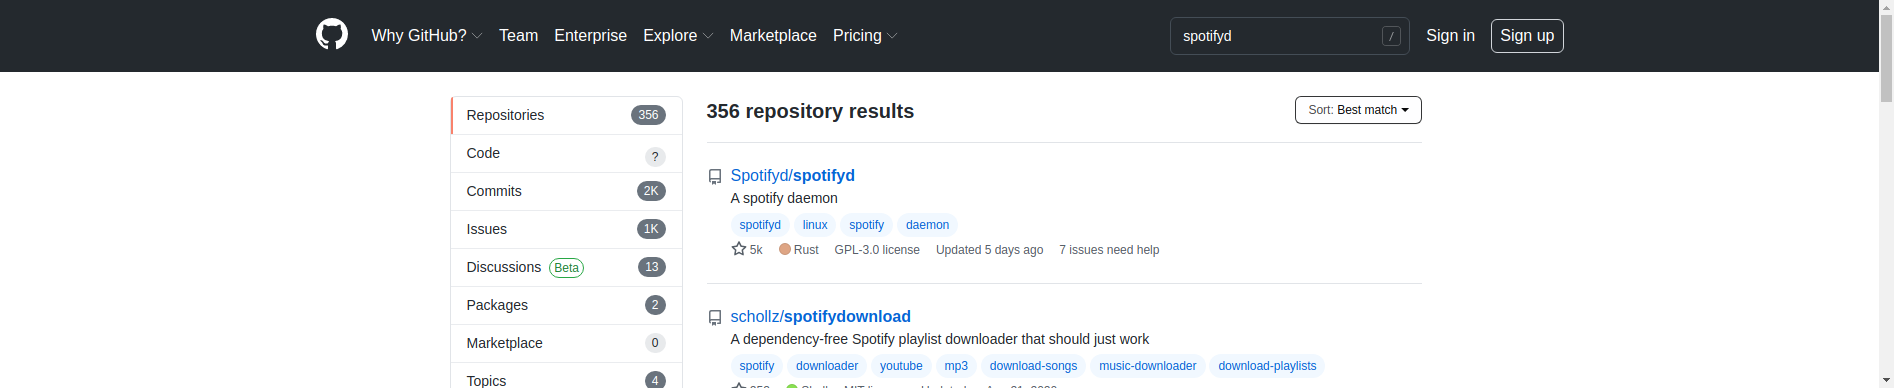 Why GitHub? Team Enterprise Explore Marketplace Pricing spotifyd / Sign in Sign up
Repositories 356
Code ?
Commits 2K
Issues 1K
Discussions Beta 13
Packages 2
Marketplace 0
Topics 4
356 repository results
Sort: Best match
Spotifyd/spotifyd
A spotify daemon
spotifyd linux spotify daemon
5k Rust GPL-3.0 license Updated 5 days ago 7 issues need help
schollz/spotifydownload
A dependency-free Spotify playlist downloader that should just work
spotify downloader youtube mp3 download-songs music-downloader download-playlists